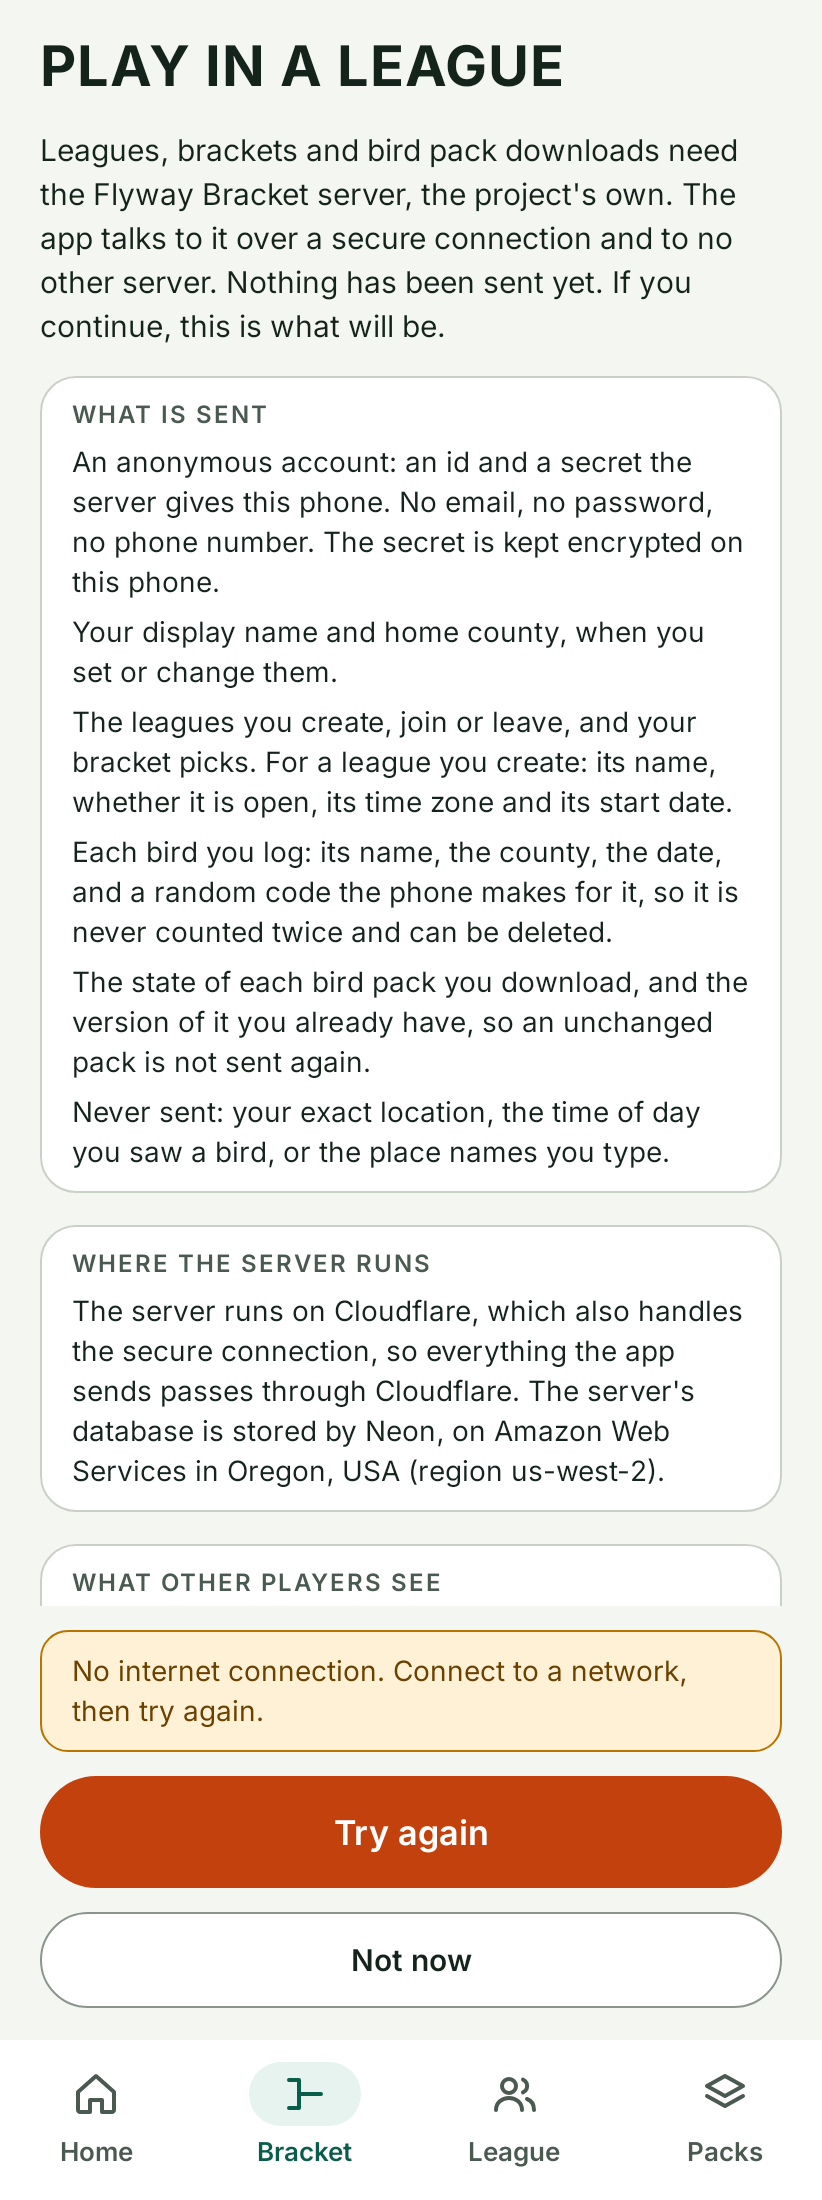 PLAY IN A LEAGUE
Leagues, brackets and bird pack downloads need
the Flyway Bracket server, the project's own. The
app talks to it over a secure connection and to no
other server. Nothing has been sent yet. If you
continue, this is what will be.
WHAT IS SENT
An anonymous account: an id and a secret the
server gives this phone. No email, no password,
no phone number. The secret is kept encrypted on
this phone.
Your display name and home county, when you
set or change them.
The leagues you create, join or leave, and your
bracket picks. For a league you create: its name,
whether it is open, its time zone and its start date.
Each bird you log: its name, the county, the date,
and a random code the phone makes for it, so it is
never counted twice and can be deleted.
The state of each bird pack you download, and the
version of it you already have, so an unchanged
pack is not sent again.
Never sent: your exact location, the time of day
you saw a bird, or the place names you type.
WHERE THE SERVER RUNS
The server runs on Cloudflare, which also handles
the secure connection, so everything the app
sends passes through Cloudflare. The server's
database is stored by Neon, on Amazon Web
Services in Oregon, USA (region us-west-2).
WHAT OTHER PLAYERS SEE
No internet connection. Connect to a network,
then try again.
Try again
Not now
Home
Bracket
League
Packs